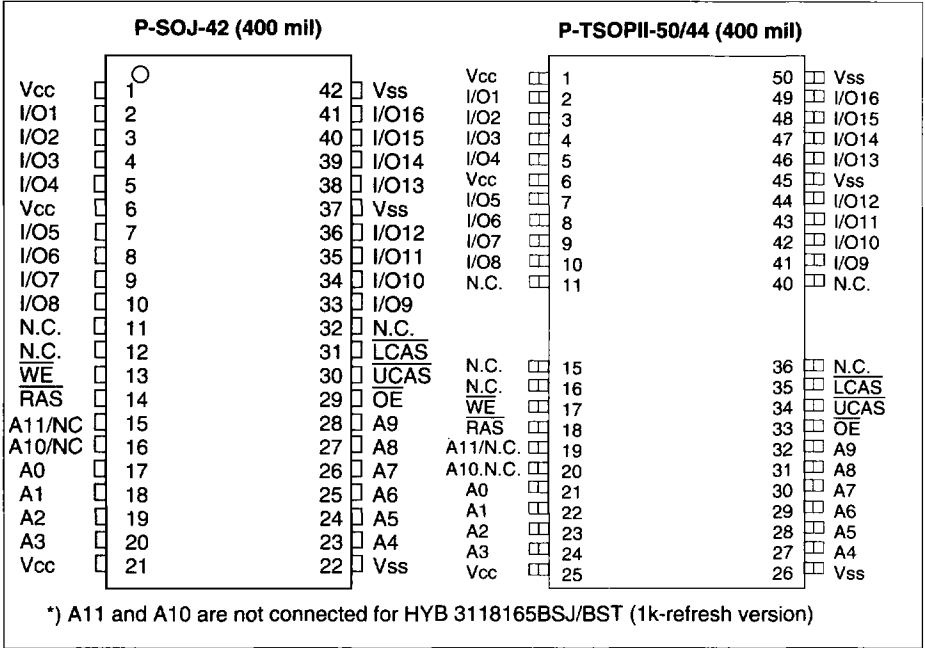 P-SOJ-42 (400 mil) P-TSOPII-50/44 (400 mil)
Vcc 1 42 Vss
I/O1 2 41 I/O16
I/O2 3 40 I/O15
I/O3 4 39 I/O14
I/O4 5 38 I/O13
Vcc 6 37 Vss
I/O5 7 36 I/O12
I/O6 8 35 I/O11
I/O7 9 34 I/O10
I/O8 10 33 I/O9
N.C. 11 32 N.C.
N.C. 12 31 LCAS
WE 13 30 UCAS
RAS 14 29 OE
A11/NC 15 28 A9
A10/NC 16 27 A8
A0 17 26 A7
A1 18 25 A6
A2 19 24 A5
A3 20 23 A4
Vcc 21 22 Vss
Vcc 1 50 Vss
I/O1 2 49 I/O16
I/O2 3 48 I/O15
I/O3 4 47 I/O14
I/O4 5 46 I/O13
Vcc 6 45 Vss
I/O5 7 44 I/O12
I/O6 8 43 I/O11
I/O7 9 42 I/O10
I/O8 10 41 I/O9
N.C. 11 40 N.C.
N.C. 15 36 N.C.
N.C. 16 35 LCAS
WE 17 34 UCAS
RAS 18 33 OE
A11/N.C. 19 32 A9
A10.N.C. 20 31 A8
A0 21 30 A7
A1 22 29 A6
A2 23 28 A5
A3 24 27 A4
Vcc 25 26 Vss
*) A11 and A10 are not connected for HYB 3118165BSJ/BST (1k-refresh version)